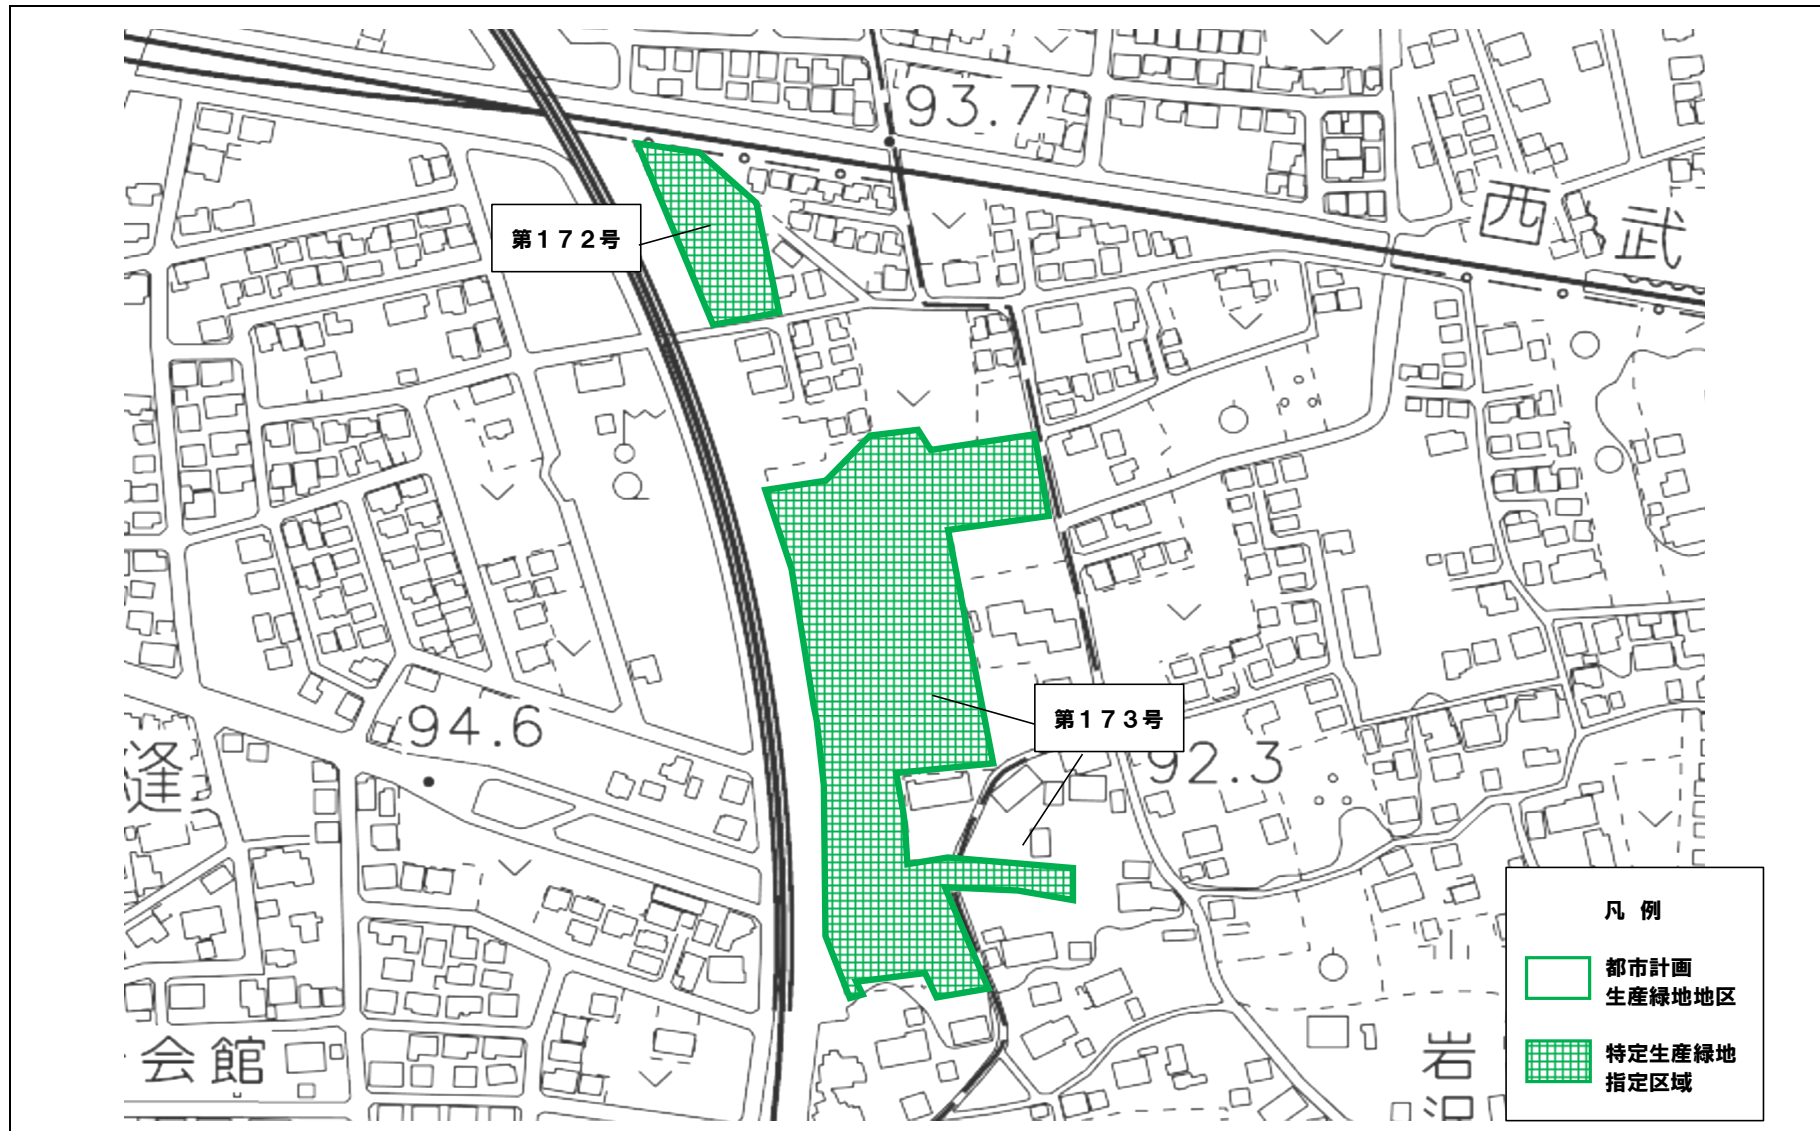 93.7
西武
第172号
94.6
第173号
縫
92.3
会館
岩
沢
凡例
都市計画
生産緑地地区
特定生産緑地
指定区域